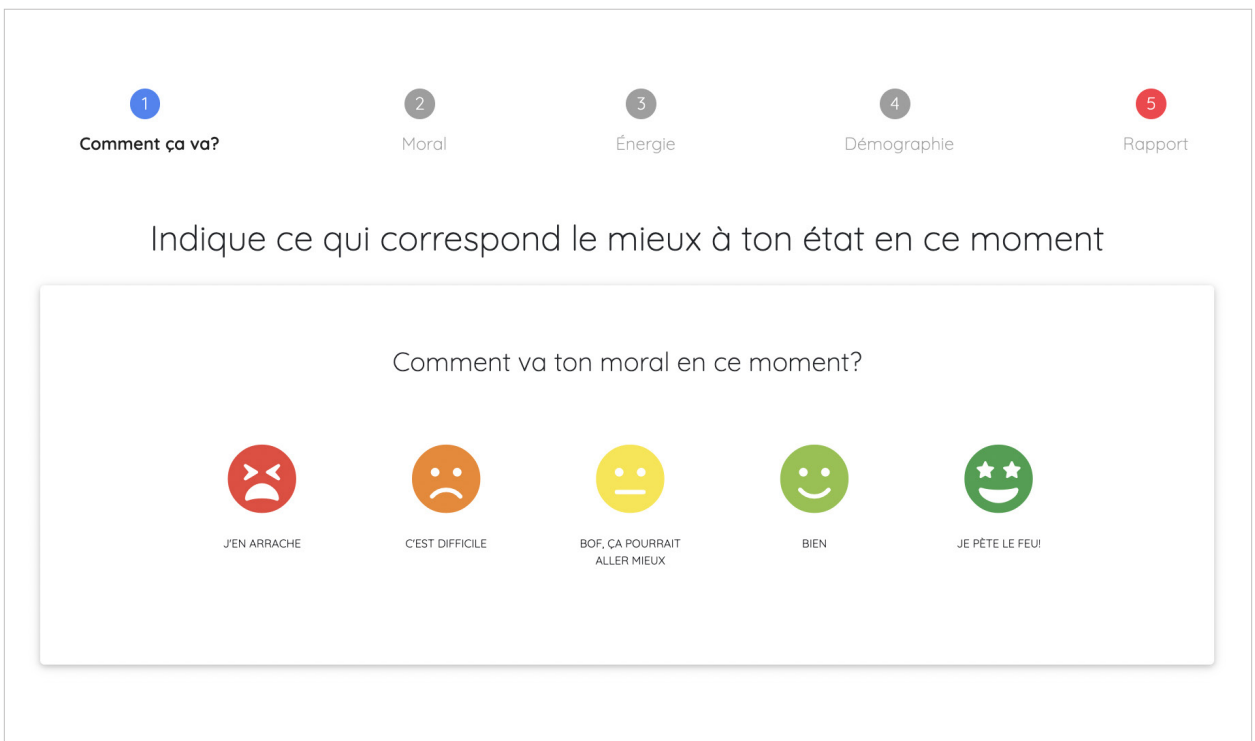 1 2 3 4 5
Comment ça va? Moral Énergie Démographie Rapport
Indique ce qui correspond le mieux à ton état en ce moment
Comment va ton moral en ce moment?
J'EN ARRACHE C'EST DIFFICILE BOF, ÇA POURRAIT BIEN JE PÈTE LE FEU!
ALLER MIEUX